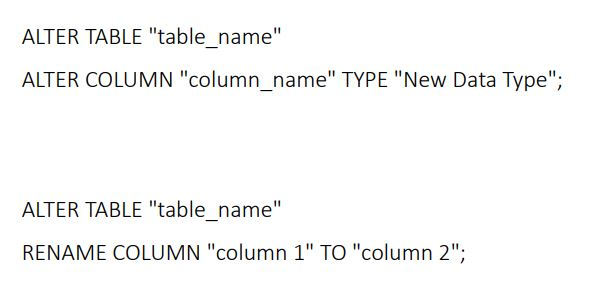 ALTER TABLE "table_name"
ALTER COLUMN "column_name" TYPE "New Data Type";
ALTER TABLE "table_name"
RENAME COLUMN "column 1" TO "column 2";